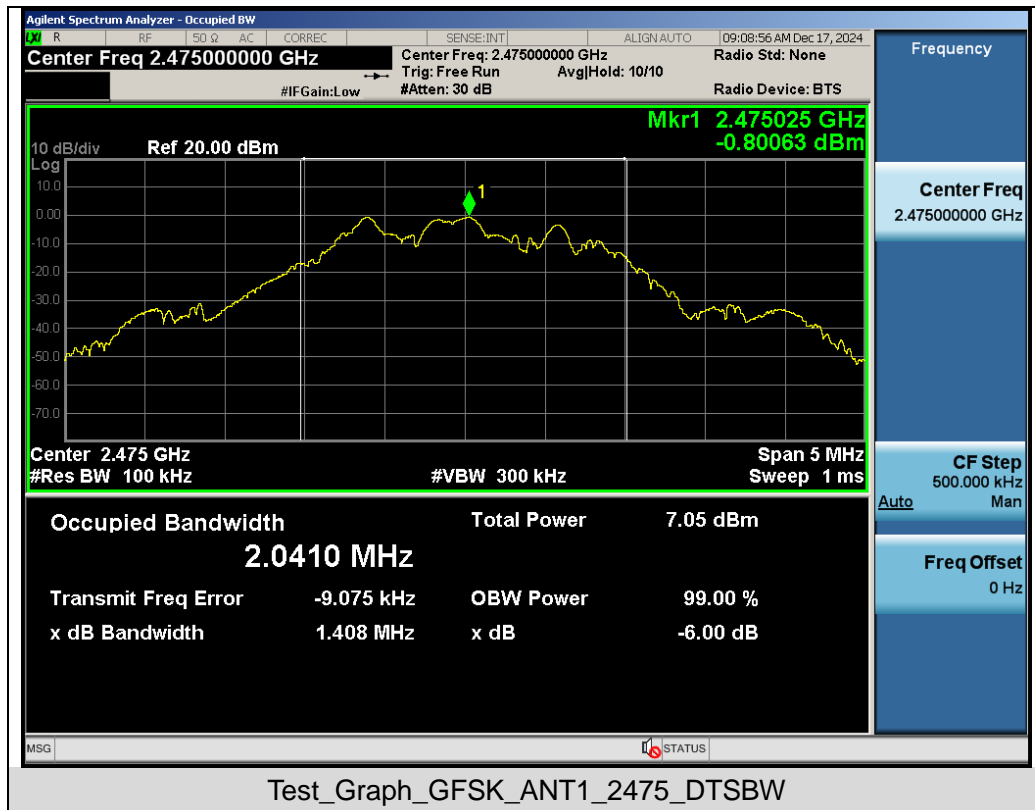 Agilent Spectrum Analyzer - Occupied BW
LXI R RF 50 Ω AC CORREC SENSE:INT ALIGN AUTO 09:08:56 AM Dec 17, 2024
Center Freq 2.475000000 GHz
Center Freq: 2.475000000 GHz
Radio Std: None
Trig: Free Run Avg|Hold: 10/10
#IFGain:Low
#Atten: 30 dB
Radio Device: BTS
Mkr1 2.475025 GHz
-0.80063 dBm
10 dB/div Ref 20.00 dBm
Log
10.0
0.00
-10.0
-20.0
-30.0
-40.0
-50.0
-60.0
-70.0
1
Center 2.475 GHz Span 5 MHz
#Res BW 100 kHz #VBW 300 kHz Sweep 1 ms
Occupied Bandwidth Total Power 7.05 dBm
2.0410 MHz
Transmit Freq Error -9.075 kHz OBW Power 99.00 %
x dB Bandwidth 1.408 MHz x dB -6.00 dB
Frequency
Center Freq
2.475000000 GHz
CF Step
500.000 kHz
Auto Man
Freq Offset
0 Hz
MSG STATUS
Test_Graph_GFSK_ANT1_2475_DTSBW